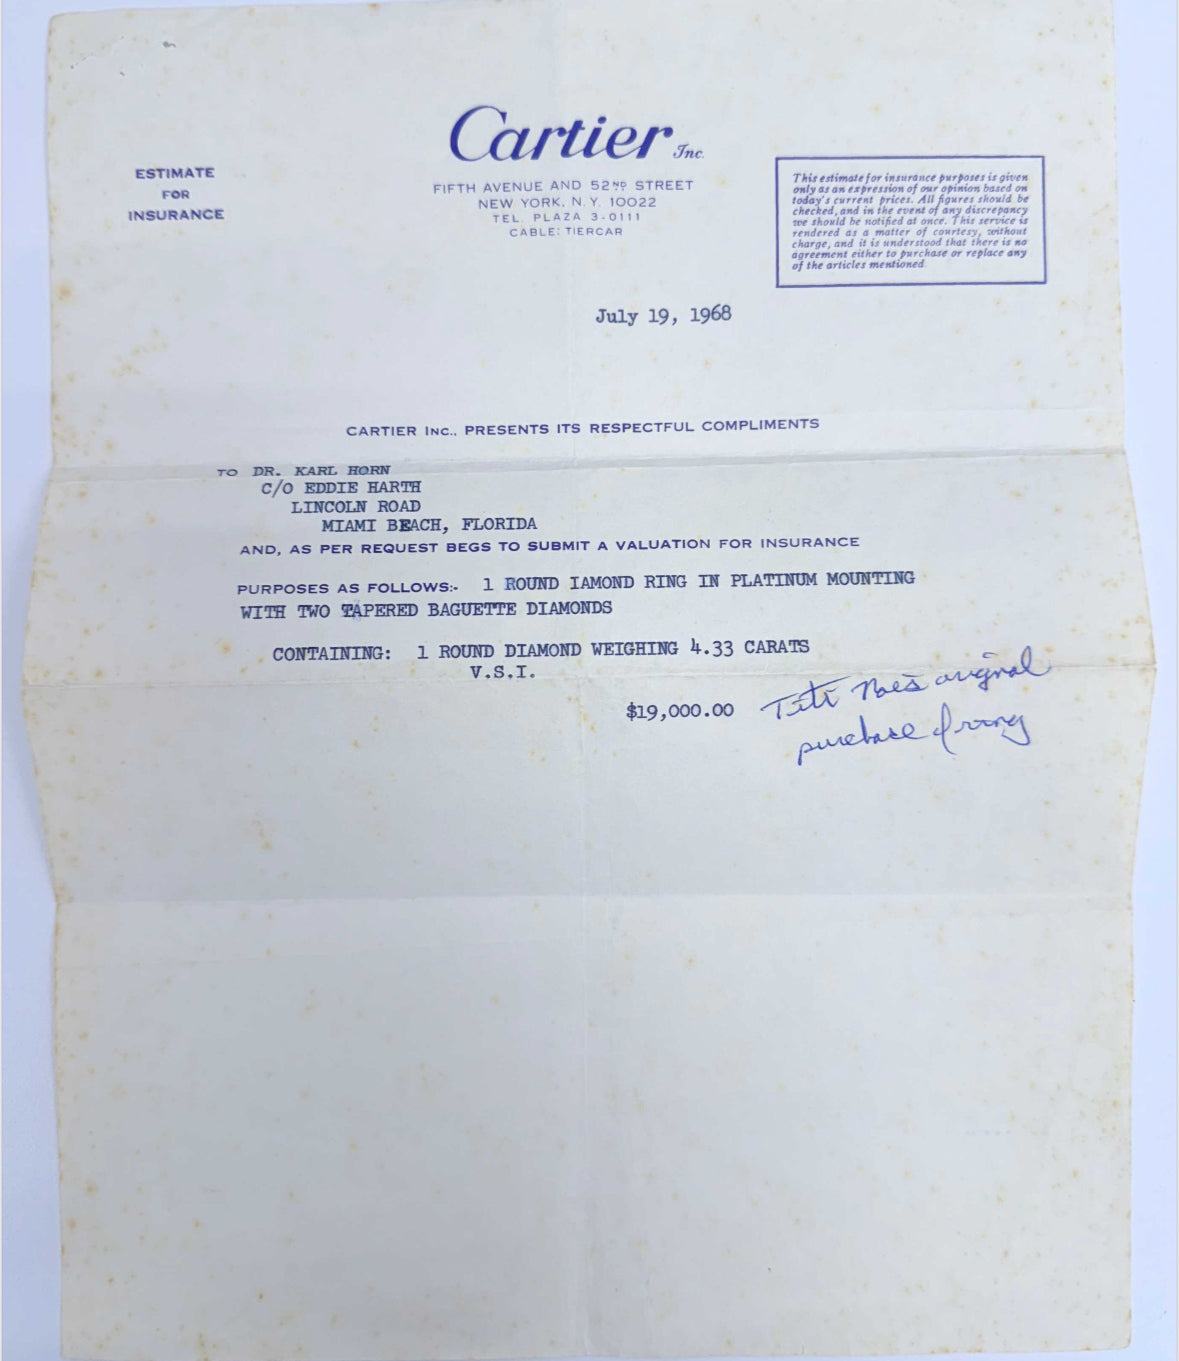 Cartier Inc.
ESTIMATE
FOR
INSURANCE
FIFTH AVENUE AND 52ND STREET
NEW YORK, N.Y. 10022
TEL. PLAZA 3-0111
CABLE: TIERCAR
This estimate for insurance purposes is given
only as an expression of our opinion based on
today's current prices. All figures should be
checked, and in the event of any discrepancy
we should be notified at once. This service is
rendered as a matter of courtesy, without
charge, and it is understood that there is no
agreement either to purchase or replace any
of the articles mentioned.
July 19, 1968
CARTIER INC., PRESENTS ITS RESPECTFUL COMPLIMENTS
TO DR. KARL HORN
C/O EDDIE HARTH
LINCOLN ROAD
MIAMI BEACH, FLORIDA
AND, AS PER REQUEST BEGS TO SUBMIT A VALUATION FOR INSURANCE
PURPOSES AS FOLLOWS:- 1 ROUND IAMOND RING IN PLATINUM MOUNTING
WITH TWO TAPERED BAGUETTE DIAMONDS
CONTAINING: 1 ROUND DIAMOND WEIGHING 4.33 CARATS
V.S.I.
$19,000.00
original
purchase of ring